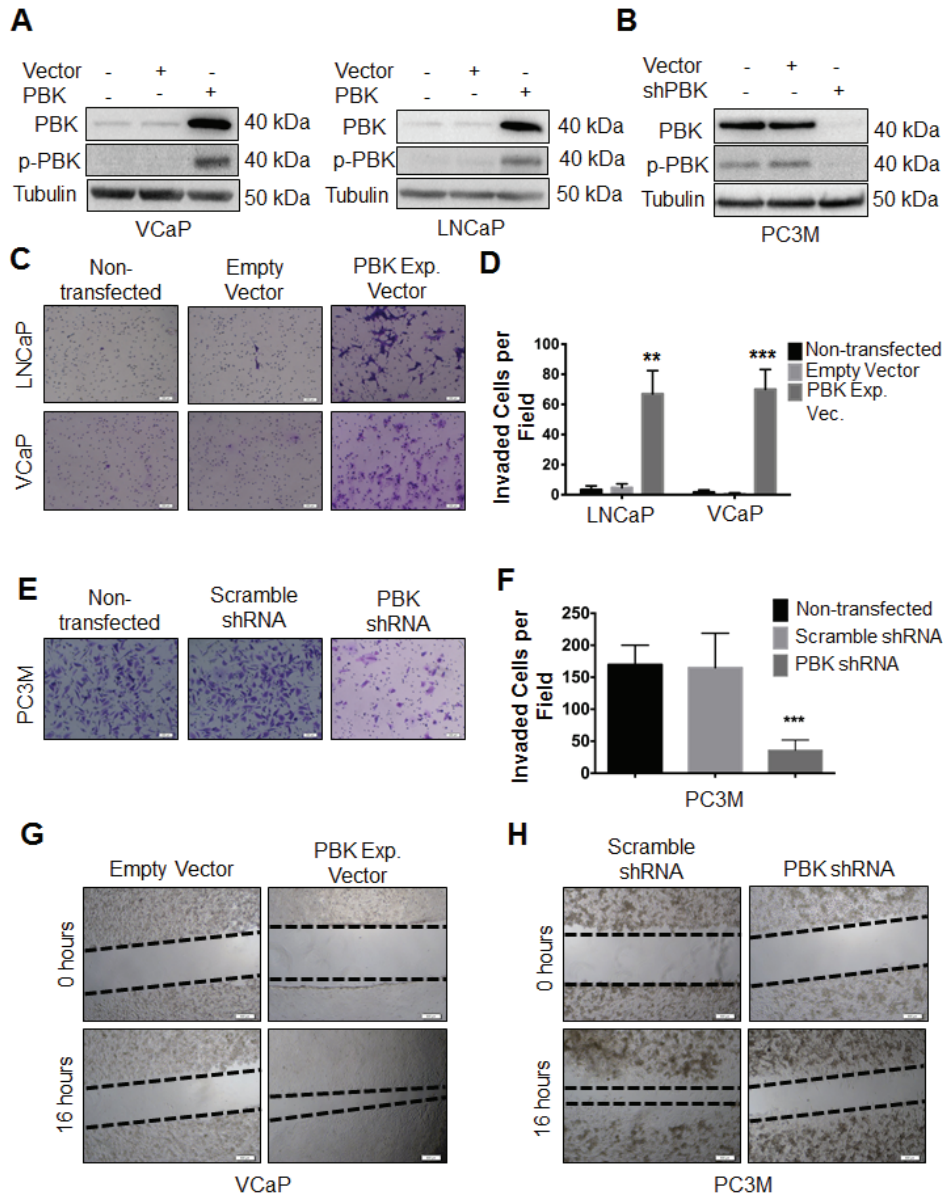 A
Vector - + -
PBK - - +
PBK 40 kDa
p-PBK 40 kDa
Tubulin 50 kDa
VCaP
Vector - + -
PBK - - +
PBK 40 kDa
p-PBK 40 kDa
Tubulin 50 kDa
LNCaP
B
Vector - + -
shPBK - - +
PBK 40 kDa
p-PBK 40 kDa
Tubulin 50 kDa
PC3M
C
Non-
transfected
Empty
Vector
PBK Exp.
Vector
LNCaP
VCaP
D
Invaded Cells per
Field
100
80
60
40
20
0
**
***
LNCaP
VCaP
Non-transfected
Empty Vector
PBK Exp.
Vec.
E
Non-
transfected
Scramble
shRNA
PBK
shRNA
PC3M
F
Invaded Cells per
Field
250
200
150
100
50
0
***
PC3M
Non-transfected
Scramble shRNA
PBK shRNA
G
Empty Vector
PBK Exp.
Vector
0 hours
16 hours
VCaP
H
Scramble
shRNA
PBK shRNA
0 hours
16 hours
PC3M